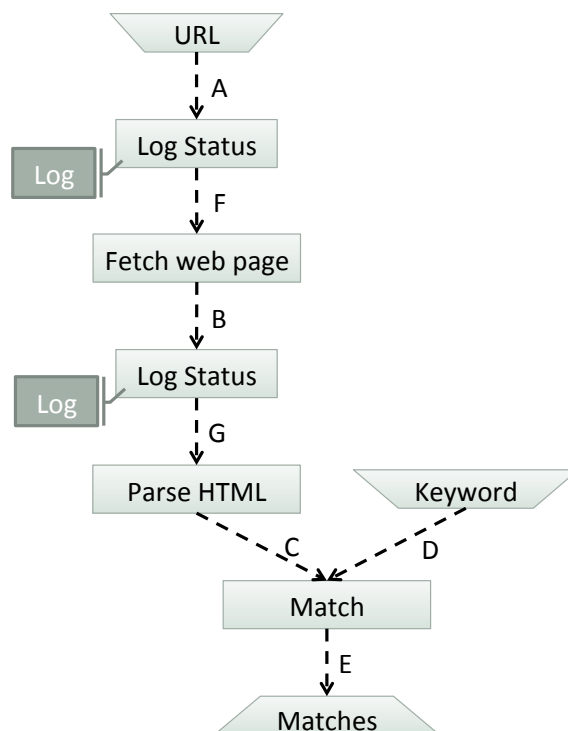 URL
A
Log Status
Log
F
Fetch web page
B
Log Status
Log
G
Parse HTML
Keyword
C
D
Match
E
Matches